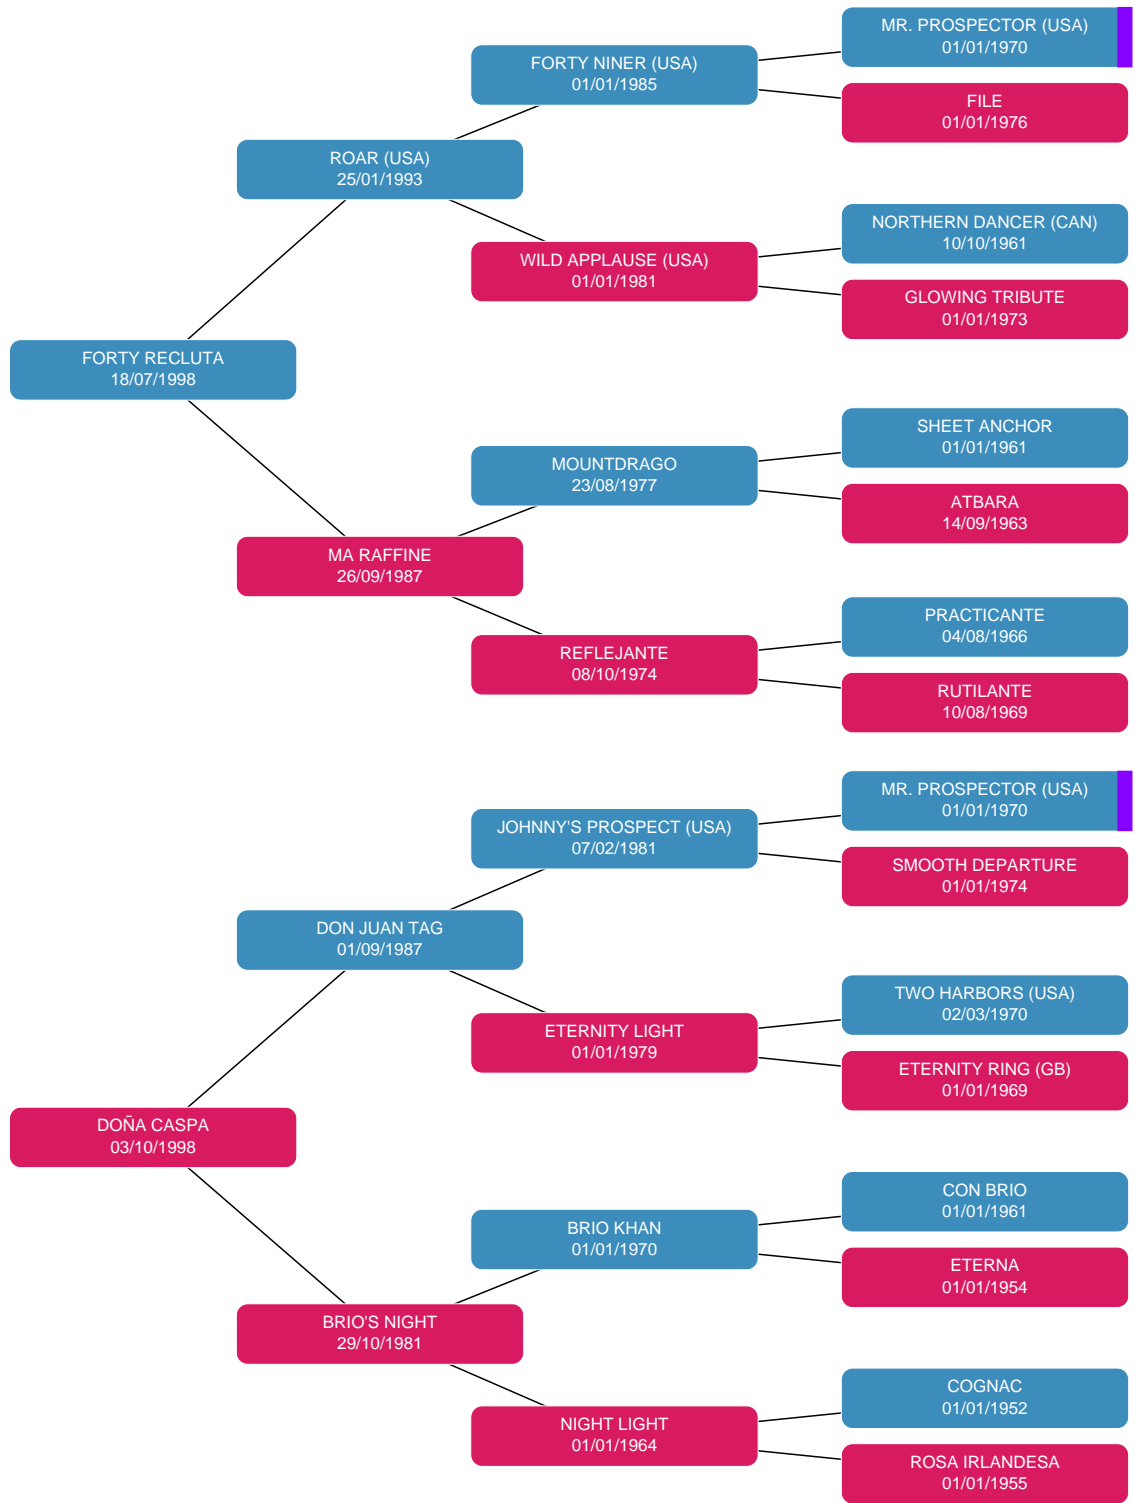 MR. PROSPECTOR (USA)
01/01/1970
FORTY NINER (USA)
01/01/1985
FILE
01/01/1976
ROAR (USA)
25/01/1993
NORTHERN DANCER (CAN)
10/10/1961
WILD APPLAUSE (USA)
01/01/1981
GLOWING TRIBUTE
01/01/1973
FORTY RECLUTA
18/07/1998
SHEET ANCHOR
01/01/1961
MOUNTDRAGO
23/08/1977
ATBARA
14/09/1963
MA RAFFINE
26/09/1987
PRACTICANTE
04/08/1966
REFLEJANTE
08/10/1974
RUTILANTE
10/08/1969
MR. PROSPECTOR (USA)
01/01/1970
JOHNNY'S PROSPECT (USA)
07/02/1981
SMOOTH DEPARTURE
01/01/1974
DON JUAN TAG
01/09/1987
TWO HARBORS (USA)
02/03/1970
ETERNITY LIGHT
01/01/1979
ETERNITY RING (GB)
01/01/1969
DOÑA CASPA
03/10/1998
CON BRIO
01/01/1961
BRIO KHAN
01/01/1970
ETERNA
01/01/1954
BRIO'S NIGHT
29/10/1981
COGNAC
01/01/1952
NIGHT LIGHT
01/01/1964
ROSA IRLANDESA
01/01/1955